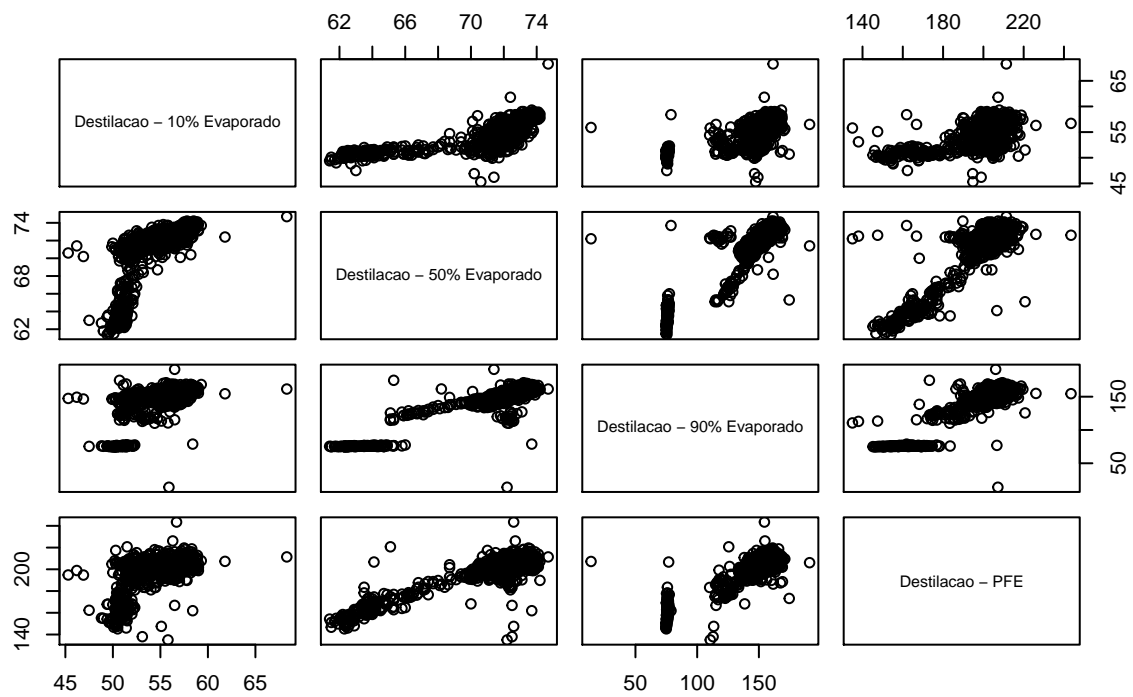 62 66 70 74 140 180 220
Destilacao − 10% Evaporado
45 55 65
62 68 74
Destilacao − 50% Evaporado
Destilacao − 90% Evaporado
50 150
140 200
Destilacao − PFE
45 50 55 60 65 50 100 150